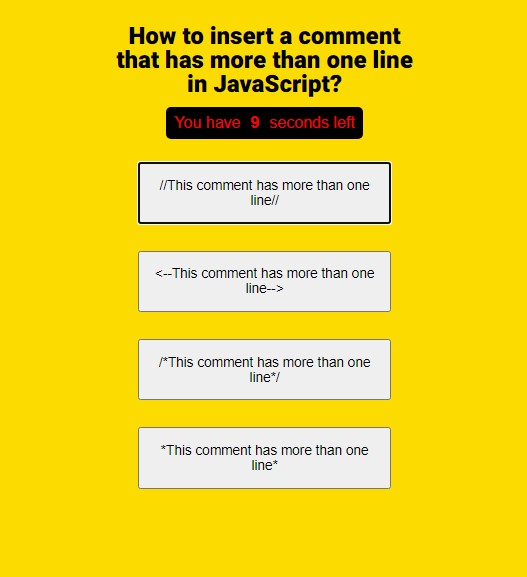 How to insert a comment
that has more than one line
in JavaScript?
You have 9 seconds left
//This comment has more than one
line//
<--This comment has more than one
line-->
/*This comment has more than one
line*/
*This comment has more than one
line*